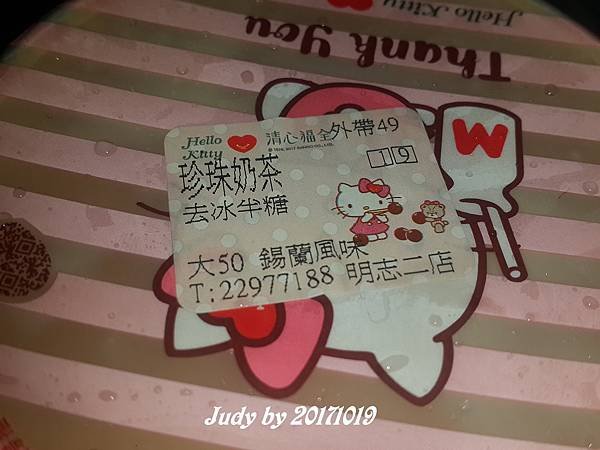 Hello Kitty
Thank You
Hello Kitty
清心福全
外帶49
1 9
珍珠奶茶
去冰半糖
大50 錫蘭風味
T:22977188 明志二店
W
Judy by 20171019